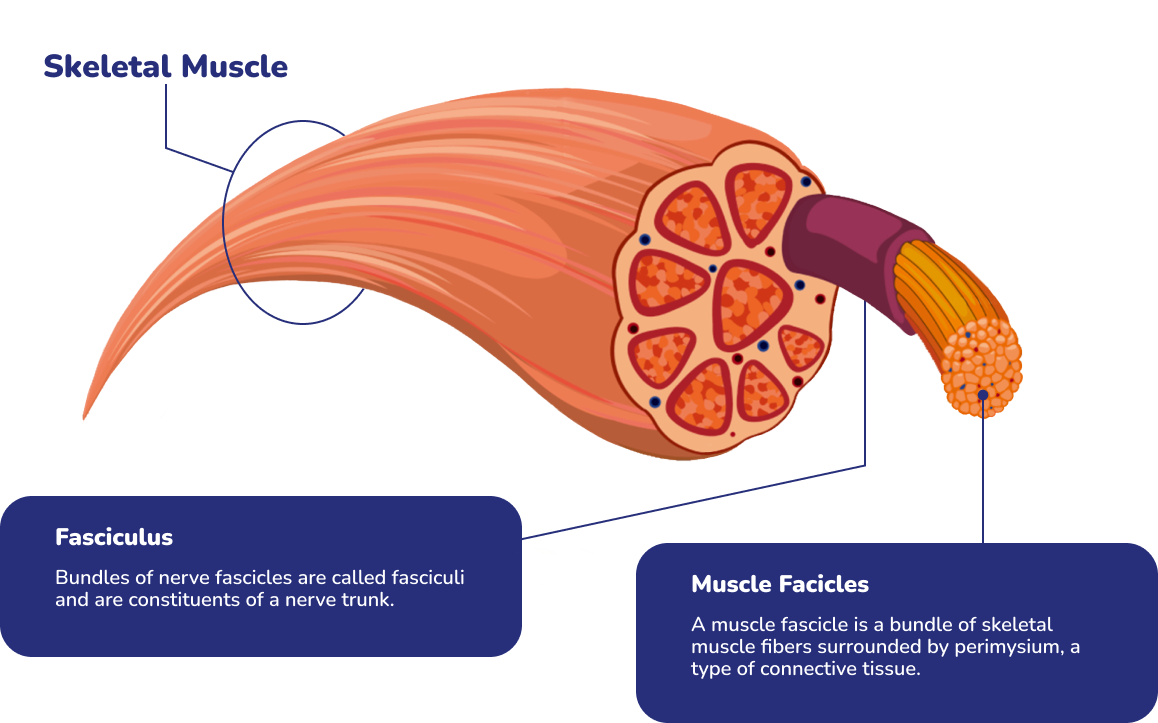 Skeletal Muscle
Fasciculus
Bundles of nerve fascicles are called fasciculi
and are constituents of a nerve trunk.
Muscle Facicles
A muscle fascicle is a bundle of skeletal
muscle fibers surrounded by perimysium, a
type of connective tissue.